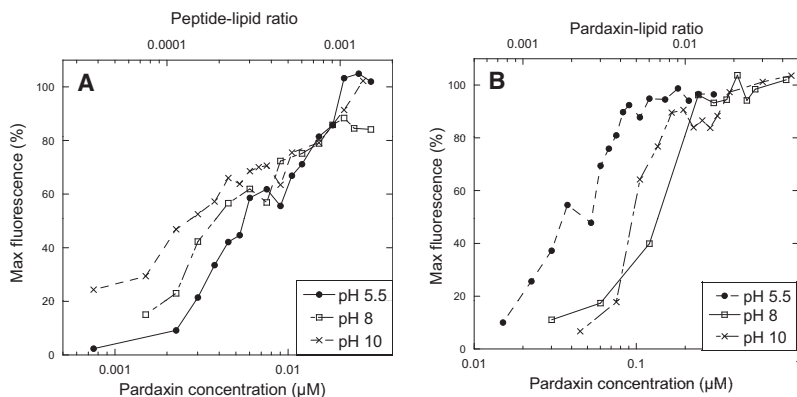 Peptide-lipid ratio
0.0001 0.001
A
Max fluorescence (%)
100
80
60
40
20
0
pH 5.5
pH 8
pH 10
0.001 0.01
Pardaxin concentration (µM)
Pardaxin-lipid ratio
0.001 0.01
B
Max fluorescence (%)
100
80
60
40
20
0
pH 5.5
pH 8
pH 10
0.01 0.1
Pardaxin concentration (µM)